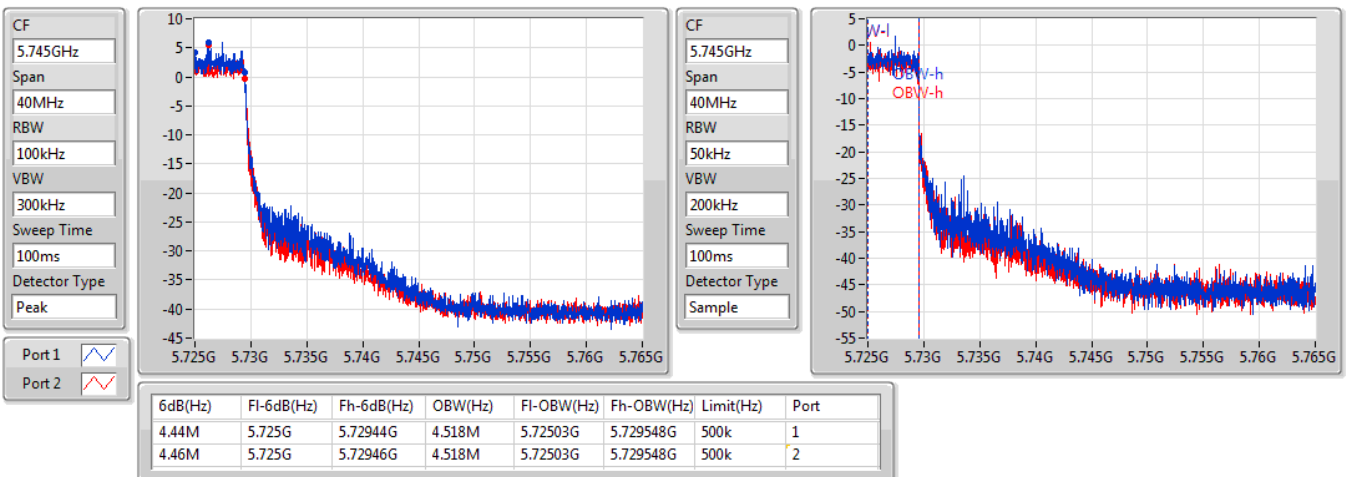 CF
5.745GHz
Span
40MHz
RBW
100kHz
VBW
300kHz
Sweep Time
100ms
Detector Type
Peak
Port 1
Port 2
10
5
0
-5
-10
-15
-20
-25
-30
-35
-40
-45
5.725G 5.73G 5.735G 5.74G 5.745G 5.75G 5.755G 5.76G 5.765G
CF
5.745GHz
Span
40MHz
RBW
50kHz
VBW
200kHz
Sweep Time
100ms
Detector Type
Sample
5
0
-5
-10
-15
-20
-25
-30
-35
-40
-45
-50
-55
W-l
OBW-h
OBW-h
5.725G 5.73G 5.735G 5.74G 5.745G 5.75G 5.755G 5.76G 5.765G
6dB(Hz) Fl-6dB(Hz) Fh-6dB(Hz) OBW(Hz) Fl-OBW(Hz) Fh-OBW(Hz) Limit(Hz) Port
4.44M 5.725G 5.72944G 4.518M 5.72503G 5.729548G 500k 1
4.46M 5.725G 5.72946G 4.518M 5.72503G 5.729548G 500k 2